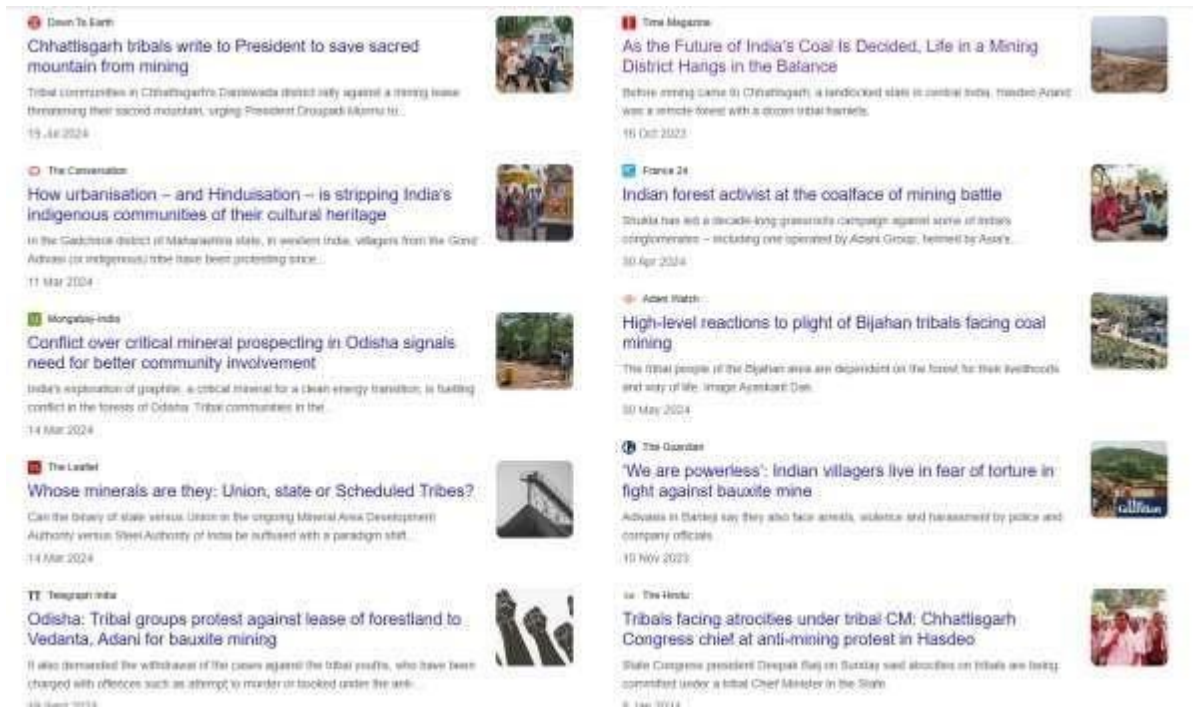 Down To Earth
Chhattisgarh tribals write to President to save sacred
mountain from mining
Tribal communities in Chhattisgarh's Dantewada district rally against a mining lease
threatening their sacred mountain, urging President Droupadi Murmu to...
15 Jul 2024
The Conversation
How urbanisation – and Hinduisation – is stripping India's
indigenous communities of their cultural heritage
In the Gadchiroli district of Maharashtra state, in western India, villagers from the Gond
Adivasi (or indigenous) tribe have been protesting since...
11 Mar 2024
Mongabay-India
Conflict over critical mineral prospecting in Odisha signals
need for better community involvement
India's exploration of graphite, a critical mineral for a clean energy transition, is fueling
conflict in the forests of Odisha. Tribal communities in the...
14 Mar 2024
The Leaflet
Whose minerals are they: Union, state or Scheduled Tribes?
Can the binary of state versus Union in the ongoing Mineral Area Development
Authority versus Steel Authority of India be suffused with a paradigm shift...
14 Mar 2024
TT Telegraph India
Odisha: Tribal groups protest against lease of forestland to
Vedanta, Adani for bauxite mining
It also demanded the withdrawal of the cases against the tribal youths, who have been
charged with offences such as attempt to murder or booked under the anti-...
Sept 2023
Time Magazine
As the Future of India's Coal Is Decided, Life in a Mining
District Hangs in the Balance
Before mining came to Chhattisgarh, a landlocked state in central India, Hasdeo Arand
was a remote forest with a dozen tribal hamlets.
16 Oct 2023
France 24
Indian forest activist at the coalface of mining battle
Shukla has led a decade-long grassroots campaign against some of India's
conglomerates – including one operated by Adani Group, helmed by Asia's...
30 Apr 2024
Adani Watch
High-level reactions to plight of Bijahan tribals facing coal
mining
The tribal people of the Bijahan area are dependent on the forest for their livelihoods
and way of life. Image Ayaskant Das
30 May 2024
The Guardian
'We are powerless': Indian villagers live in fear of torture in
fight against bauxite mine
Adivasis in Barteji say they also face arrests, violence and harassment by police and
company officials.
10 Nov 2023
The Guardian
The Hindu
Tribals facing atrocities under tribal CM: Chhattisgarh
Congress chief at anti-mining protest in Hasdeo
State Congress president Deepak Baij on Sunday said atrocities on tribals are being
committed under a tribal Chief Minister in the State.
Jan 2024